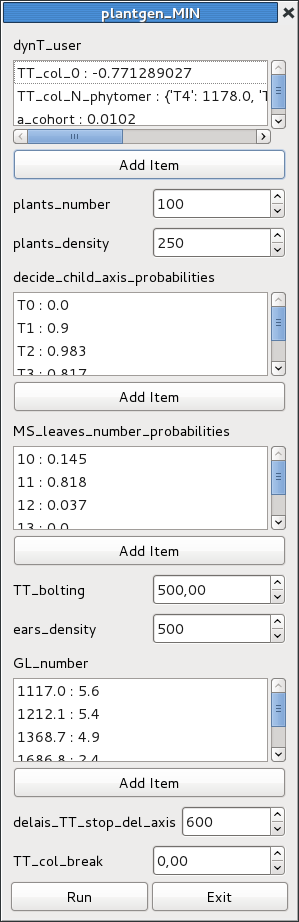 plantgen_MIN
dynT_user
TT_col_0 : -0.771289027
TT_col_N_phytomer : {'T4': 1178.0, 'T
a_cohort : 0.0102
Add Item
plants_number 100
plants_density 250
decide_child_axis_probabilities
T0 : 0.0
T1 : 0.9
T2 : 0.983
T3 : 0.817
Add Item
MS_leaves_number_probabilities
10 : 0.145
11 : 0.818
12 : 0.037
13 : 0.0
Add Item
TT_bolting 500,00
ears_density 500
GL_number
1117.0 : 5.6
1212.1 : 5.4
1368.7 : 4.9
1686.8 : 2.4
Add Item
delais_TT_stop_del_axis 600
TT_col_break 0,00
Run Exit